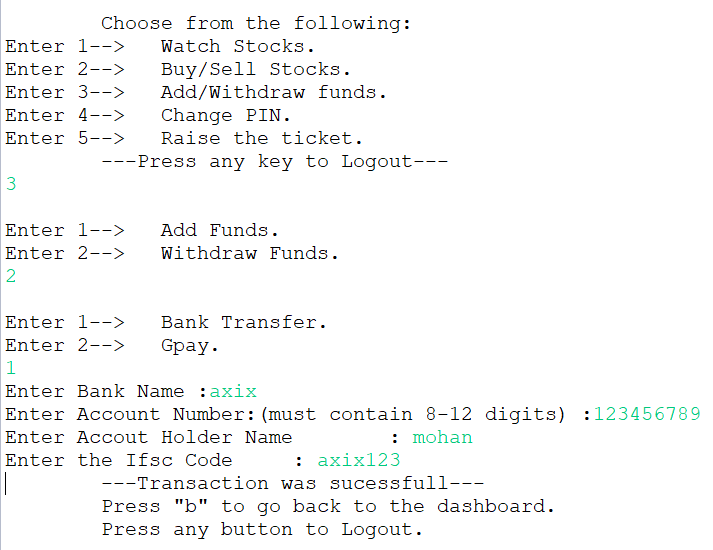 Choose from the following:
Enter 1-->   Watch Stocks.
Enter 2-->   Buy/Sell Stocks.
Enter 3-->   Add/Withdraw funds.
Enter 4-->   Change PIN.
Enter 5-->   Raise the ticket.
---Press any key to Logout---
3
Enter 1-->   Add Funds.
Enter 2-->   Withdraw Funds.
2
Enter 1-->   Bank Transfer.
Enter 2-->   Gpay.
1
Enter Bank Name :axix
Enter Account Number:(must contain 8-12 digits) :123456789
Enter Accout Holder Name        : mohan
Enter the Ifsc Code     : axix123
---Transaction was sucessfull---
Press "b" to go back to the dashboard.
Press any button to Logout.